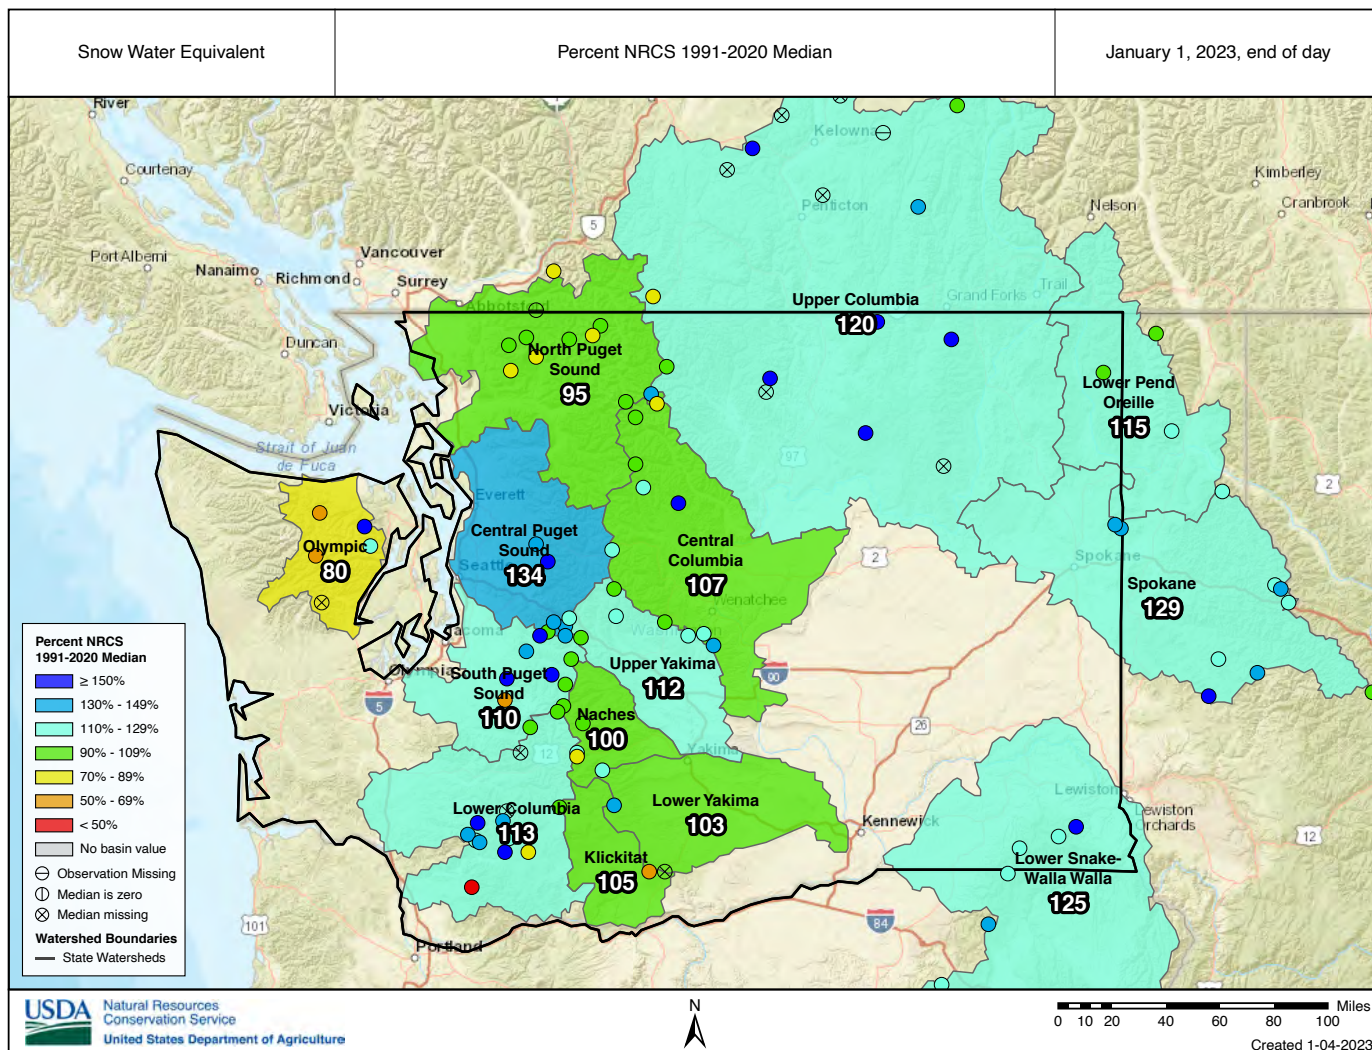 Snow Water Equivalent
Percent NRCS 1991-2020 Median
January 1, 2023, end of day
River
Courtenay
Port Alberni
Nanaimo
Vancouver
Richmond
Surrey
Abbotsford
Duncan
Victoria
Strait of Juan
de Fuca
5
Kelowna
Penticton
Nelson
Kimberley
Cranbrook
Trail
Grand Forks
Upper Columbia
120
North Puget
Sound
95
Lower Pend
Oreille
115
97
2
Everett
Central Puget
Sound
Seattle
134
Olympic
80
Central
Columbia
107
2
Wenatchee
Spokane
Spokane
129
Tacoma
Washington
Olympia
South Puget
Sound
110
Upper Yakima
112
90
5
26
Naches
100
12
Yakima
Lower Columbia
113
Lower Yakima
103
Kennewick
Lewiston
Lewiston
Orchards
12
Klickitat
105
Lower Snake-
Walla Walla
125
84
101
Portland
Percent NRCS
1991-2020 Median
≥ 150%
130% - 149%
110% - 129%
90% - 109%
70% - 89%
50% - 69%
< 50%
No basin value
Observation Missing
Median is zero
Median missing
Watershed Boundaries
State Watersheds
USDA
Natural Resources
Conservation Service
United States Department of Agriculture
N
Miles
0 10 20 40 60 80 100
Created 1-04-2023